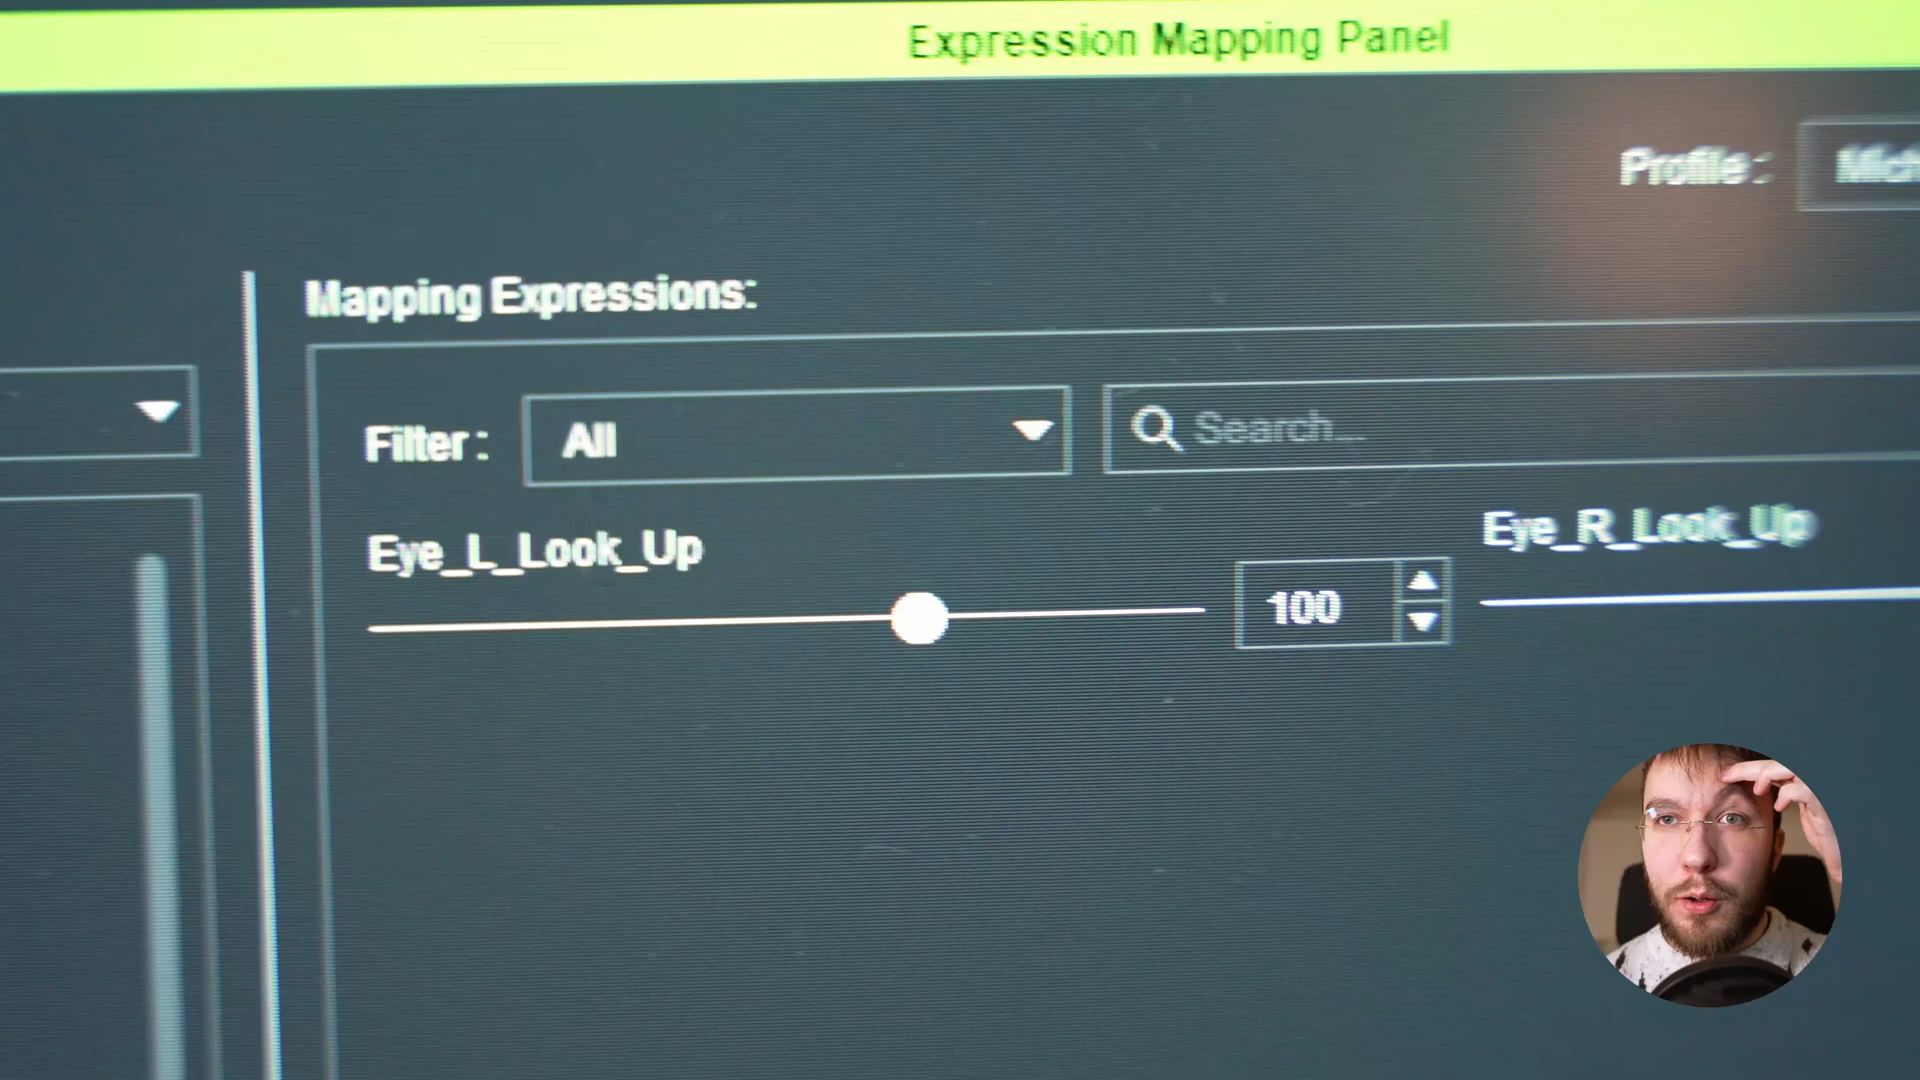 Expression Mapping Panel
Profile :
Mapping Expressions:
Filter : All Search...
Eye_L_Look_Up Eye_R_Look_Up
100